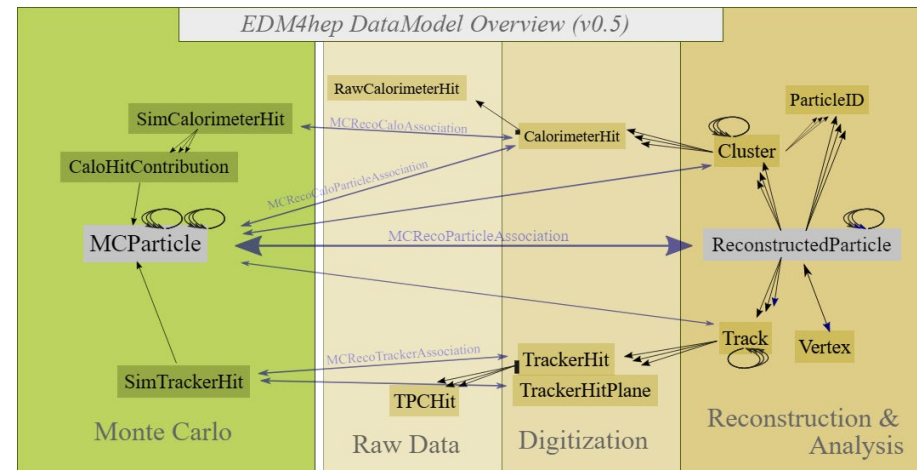 EDM4hep DataModel Overview (v0.5)
RawCalorimeterHit
ParticleID
SimCalorimeterHit
MCRecoCaloAssociation
CalorimeterHit
Cluster
CaloHitContribution
MCRecoCaloParticleAssociation
MCParticle
MCRecoParticleAssociation
ReconstructedParticle
MCRecoTrackerAssociation
TrackerHit
Track
Vertex
SimTrackerHit
TPCHit
TrackerHitPlane
Monte Carlo
Raw Data
Digitization
Reconstruction &
Analysis